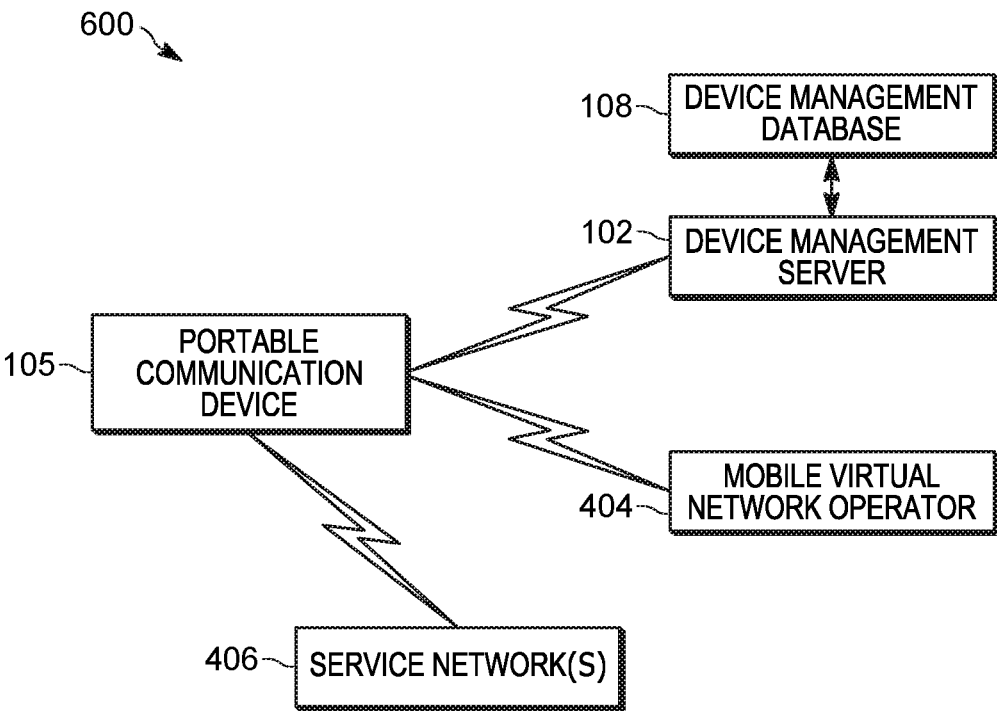 600
108
DEVICE MANAGEMENT
DATABASE
102
DEVICE MANAGEMENT
SERVER
105
PORTABLE
COMMUNICATION
DEVICE
404
MOBILE VIRTUAL
NETWORK OPERATOR
406
SERVICE NETWORK(S)